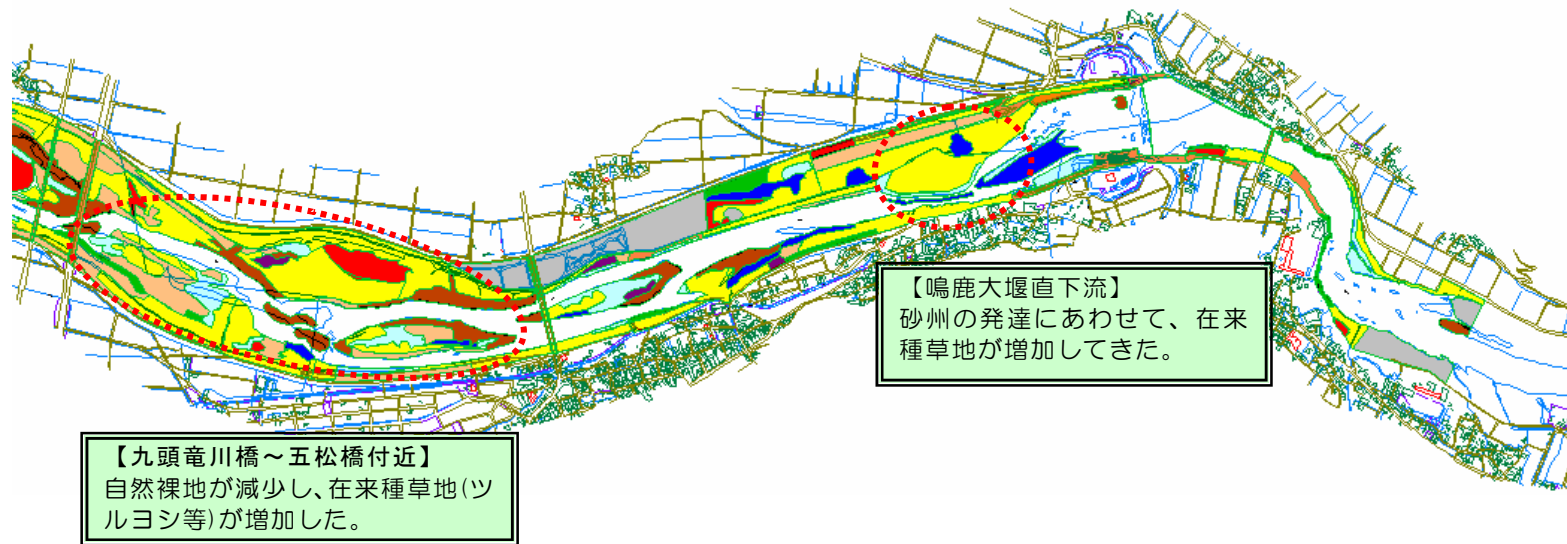 【鳴鹿大堰直下流】
砂州の発達にあわせて、在来
種草地が増加してきた。
【九頭竜川橋～五松橋付近】
自然裸地が減少し、在来種草地(ツ
ルヨシ等)が増加した。